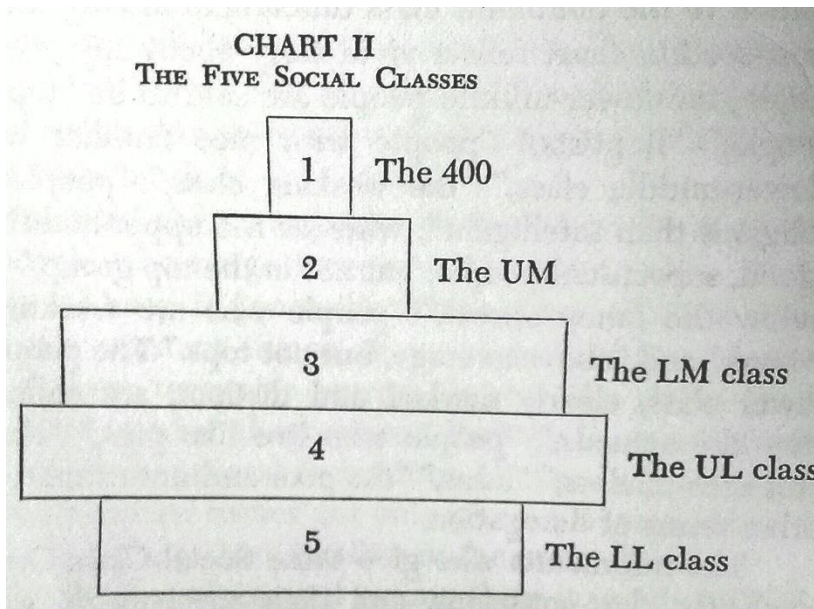 CHART II
THE FIVE SOCIAL CLASSES
1 The 400
2 The UM
3 The LM class
4 The UL class
5 The LL class